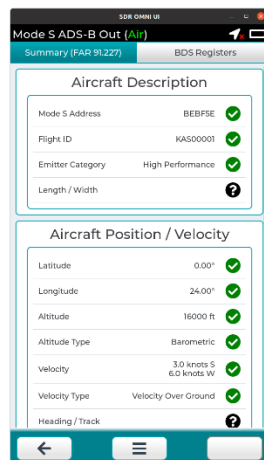 SDR OMNI UI
Mode S ADS-B Out (Air)
Summary (FAR 91.227)
BDS Registers
Aircraft Description
Mode S Address BEBF5E
Flight ID KAS00001
Emitter Category High Performance
Length / Width
Aircraft Position / Velocity
Latitude 0.00°
Longitude 24.00°
Altitude 16000 ft
Altitude Type Barometric
Velocity 3.0 knots S
6.0 knots W
Velocity Type Velocity Over Ground
Heading / Track